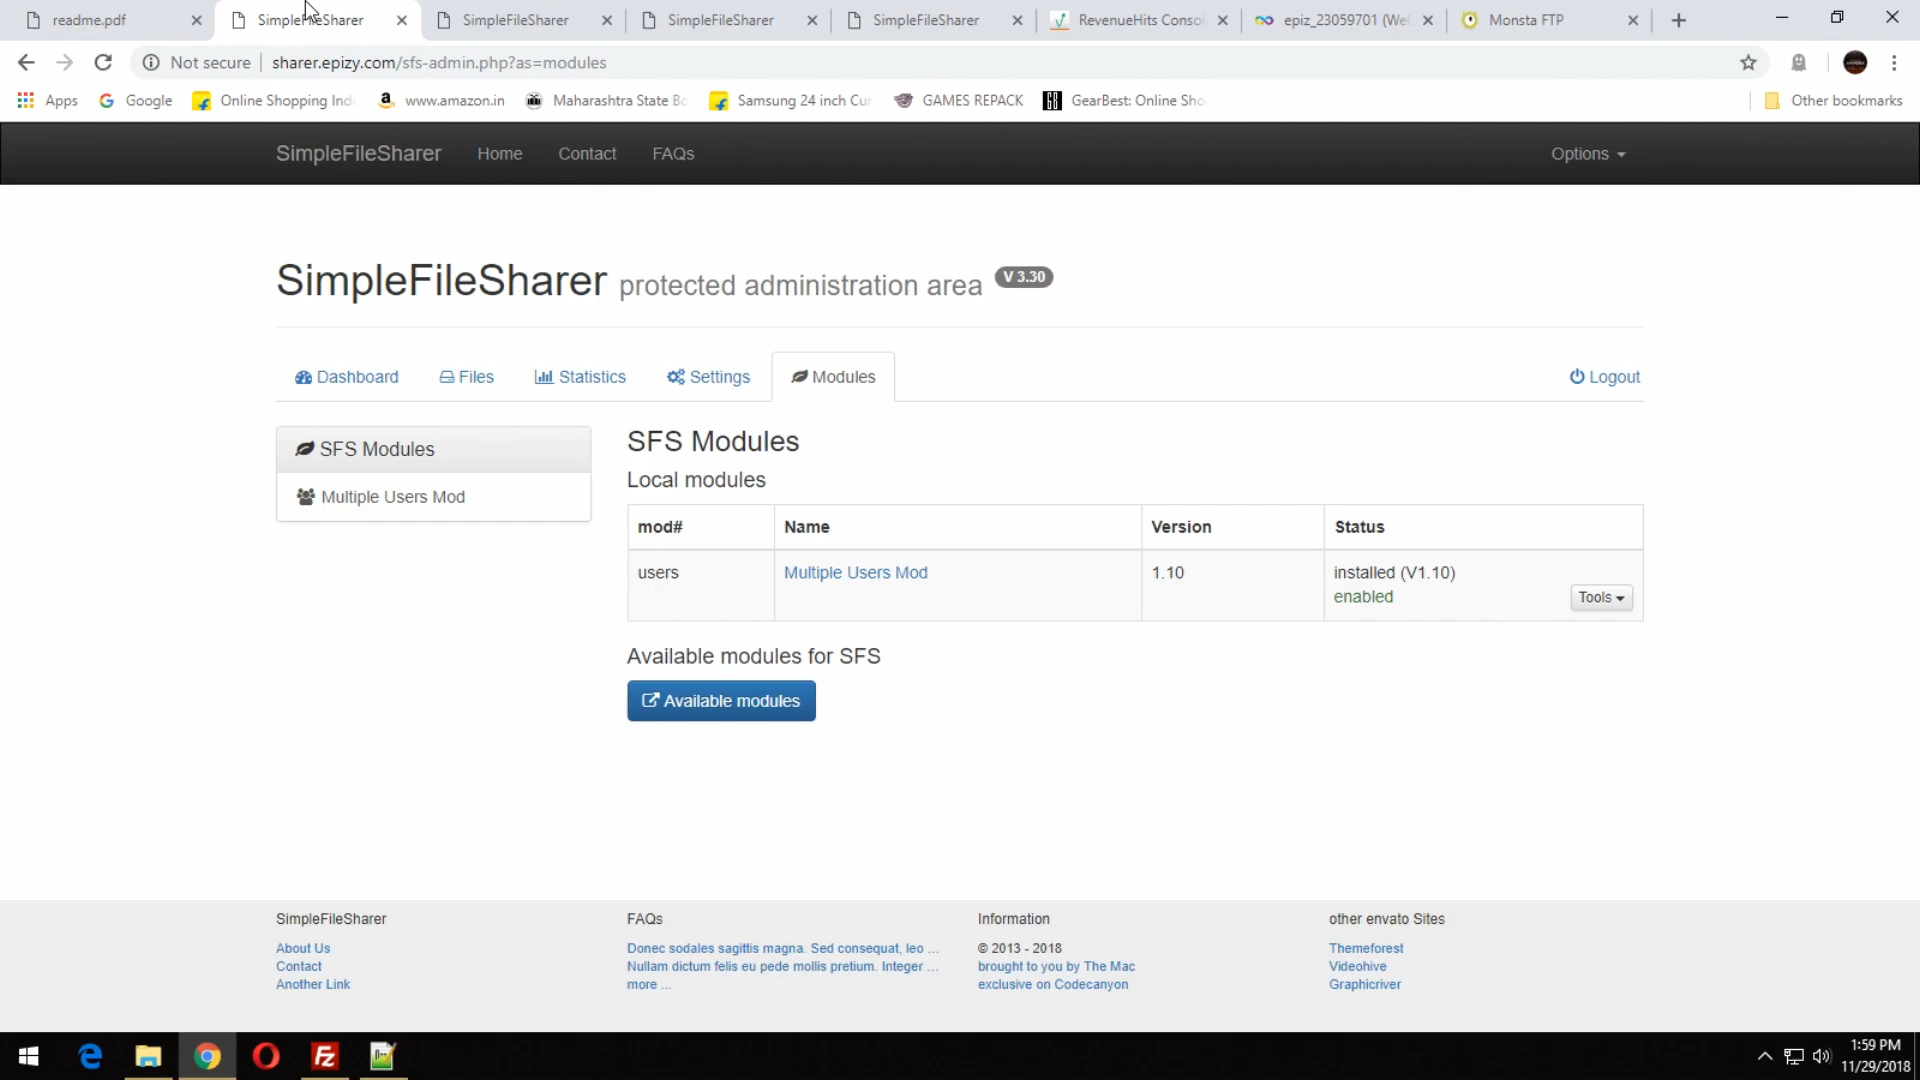 readme.pdf
SimpleFileSharer
SimpleFileSharer
SimpleFileSharer
SimpleFileSharer
RevenueHits Conso
epiz_23059701 (We
Monsta FTP
Not secure
sharer.epizy.com/sfs-admin.php?as=modules
Apps
Google
Online Shopping Indi
www.amazon.in
Maharashtra State Bo
Samsung 24 inch Cur
GAMES REPACK
GearBest: Online Sho
Other bookmarks
SimpleFileSharer
Home
Contact
FAQs
Options
SimpleFileSharer protected administration area V 3.30
Dashboard
Files
Statistics
Settings
Modules
Logout
SFS Modules
Multiple Users Mod
SFS Modules
Local modules
mod# Name Version Status
users Multiple Users Mod 1.10 installed (V1.10)
enabled
Tools
Available modules for SFS
Available modules
SimpleFileSharer
About Us
Contact
Another Link
FAQs
Donec sodales sagittis magna. Sed consequat, leo ...
Nullam dictum felis eu pede mollis pretium. Integer ...
more ...
Information
© 2013 - 2018
brought to you by The Mac
exclusive on Codecanyon
other envato Sites
Themeforest
Videohive
Graphicriver
1:59 PM
11/29/2018